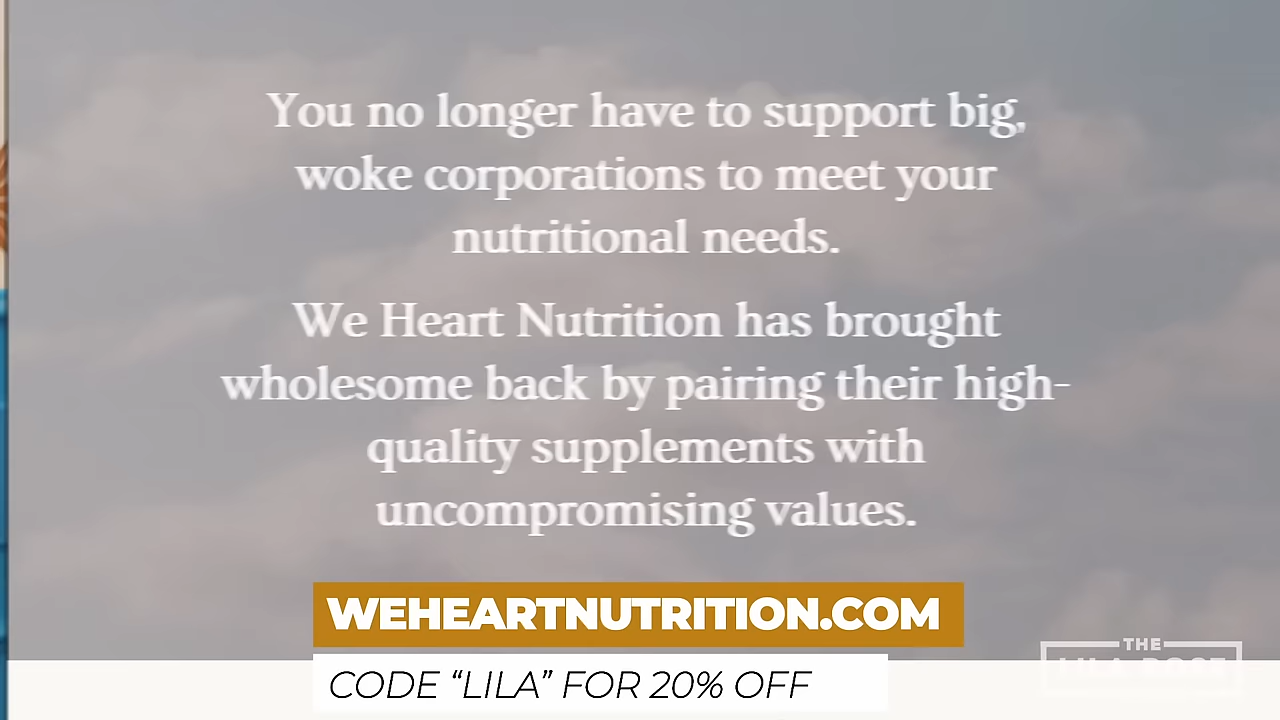 You no longer have to support big,
woke corporations to meet your
nutritional needs.
We Heart Nutrition has brought
wholesome back by pairing their high-
quality supplements with
uncompromising values.
WEHEARTNUTRITION.COM
CODE “LILA” FOR 20% OFF
THE
LILA ROSE